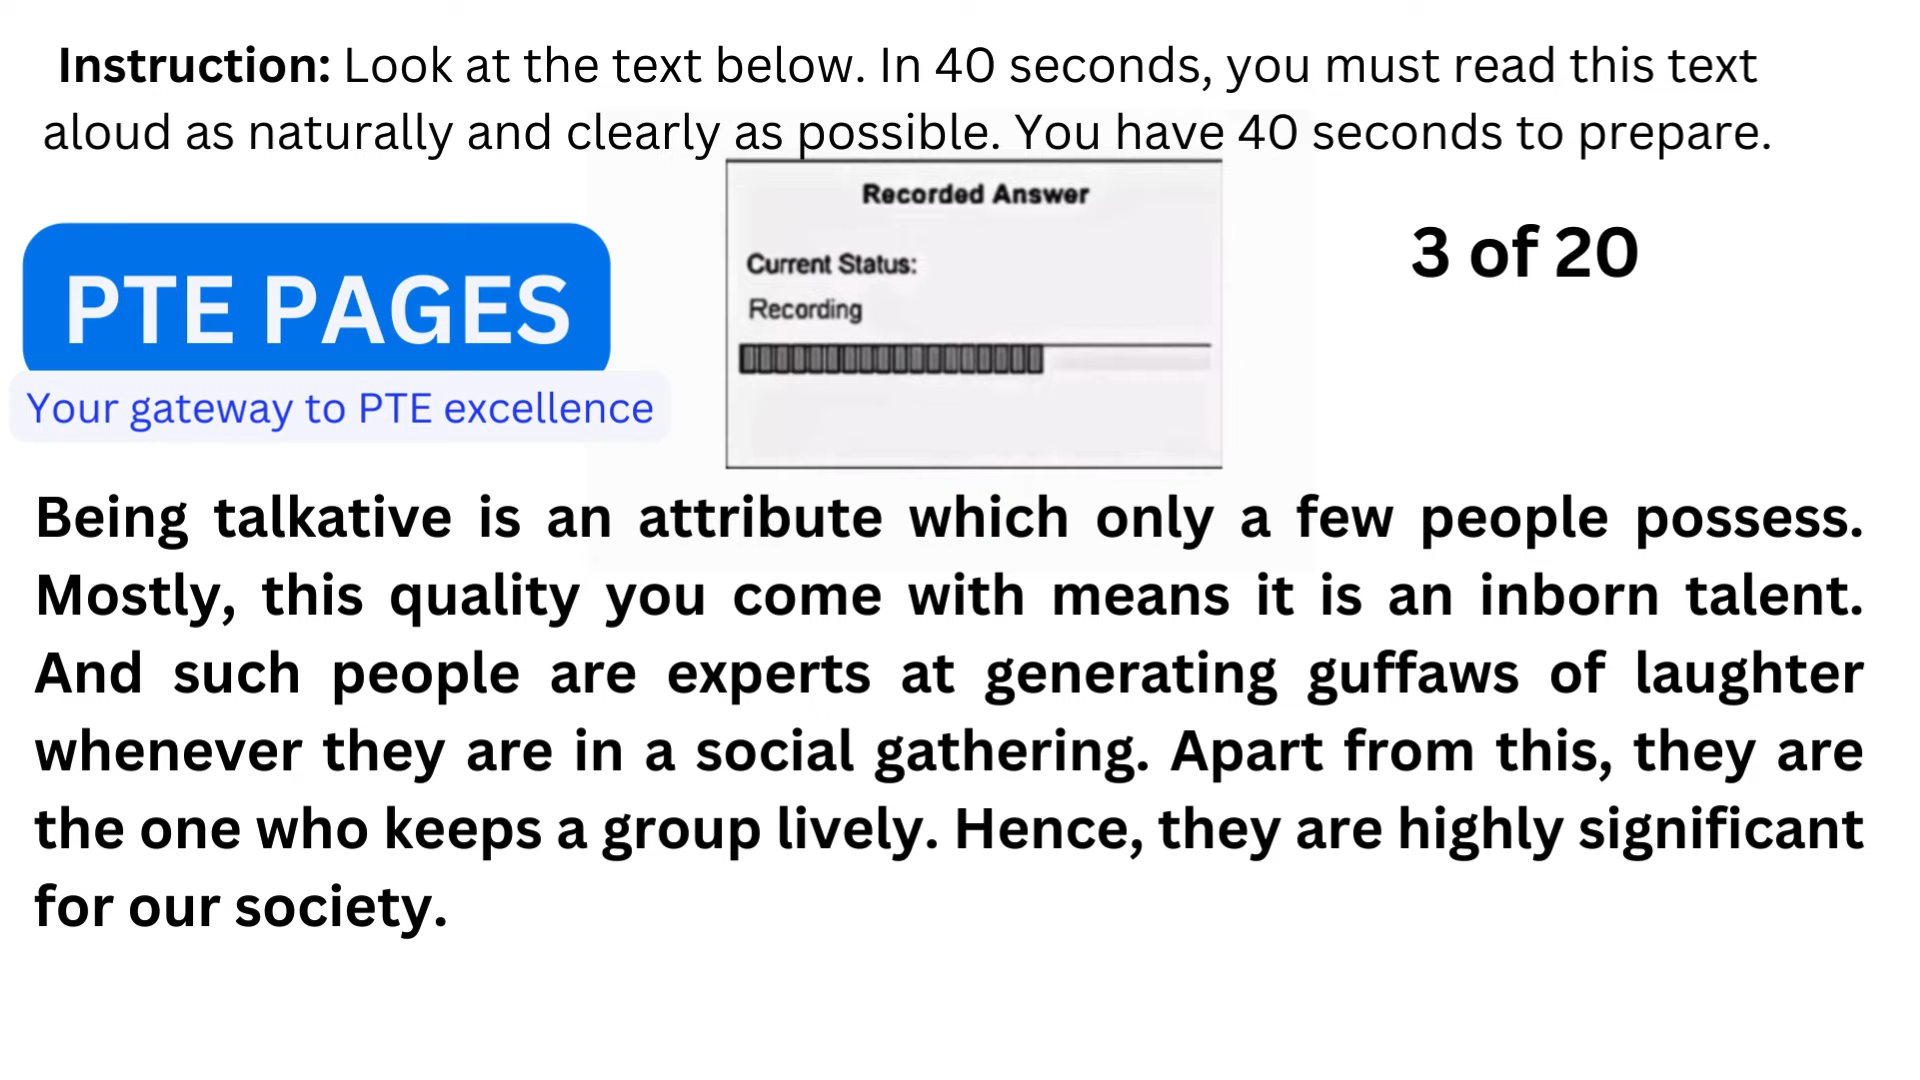 Instruction: Look at the text below. In 40 seconds, you must read this text
aloud as naturally and clearly as possible. You have 40 seconds to prepare.
Recorded Answer
Current Status:
Recording
3 of 20
PTE PAGES
Your gateway to PTE excellence
Being talkative is an attribute which only a few people possess.
Mostly, this quality you come with means it is an inborn talent.
And such people are experts at generating guffaws of laughter
whenever they are in a social gathering. Apart from this, they are
the one who keeps a group lively. Hence, they are highly significant
for our society.